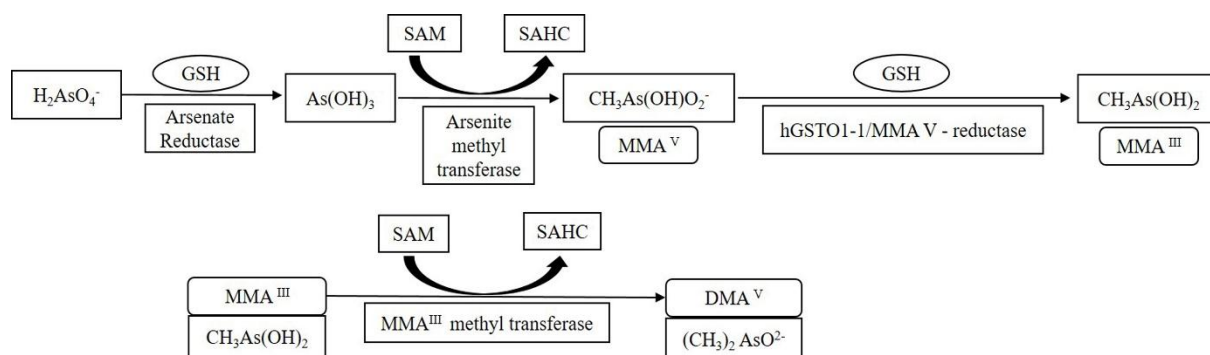 SAM
SAHC
GSH
GSH
H₂AsO₄⁻
As(OH)₃
CH₃As(OH)O₂⁻
CH₃As(OH)₂
Arsenate
Reductase
Arsenite
methyl
transferase
MMA ⱽ
hGSTO1-1/MMA V - reductase
MMA ᴵᴵᴵ
SAM
SAHC
MMA ᴵᴵᴵ
DMA ⱽ
MMAᴵᴵᴵ methyl transferase
CH₃As(OH)₂
(CH₃)₂ AsO²⁻